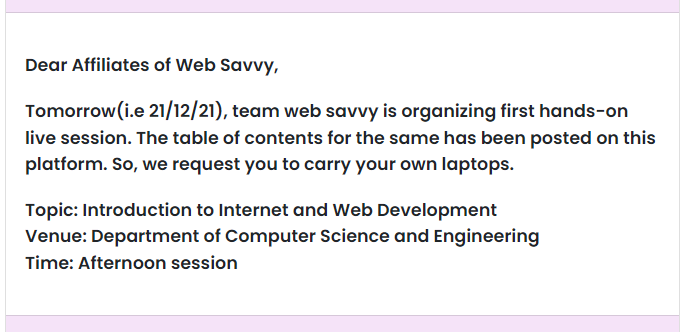 Dear Affiliates of Web Savvy,
Tomorrow(i.e 21/12/21), team web savvy is organizing first hands-on
live session. The table of contents for the same has been posted on this
platform. So, we request you to carry your own laptops.
Topic: Introduction to Internet and Web Development
Venue: Department of Computer Science and Engineering
Time: Afternoon session